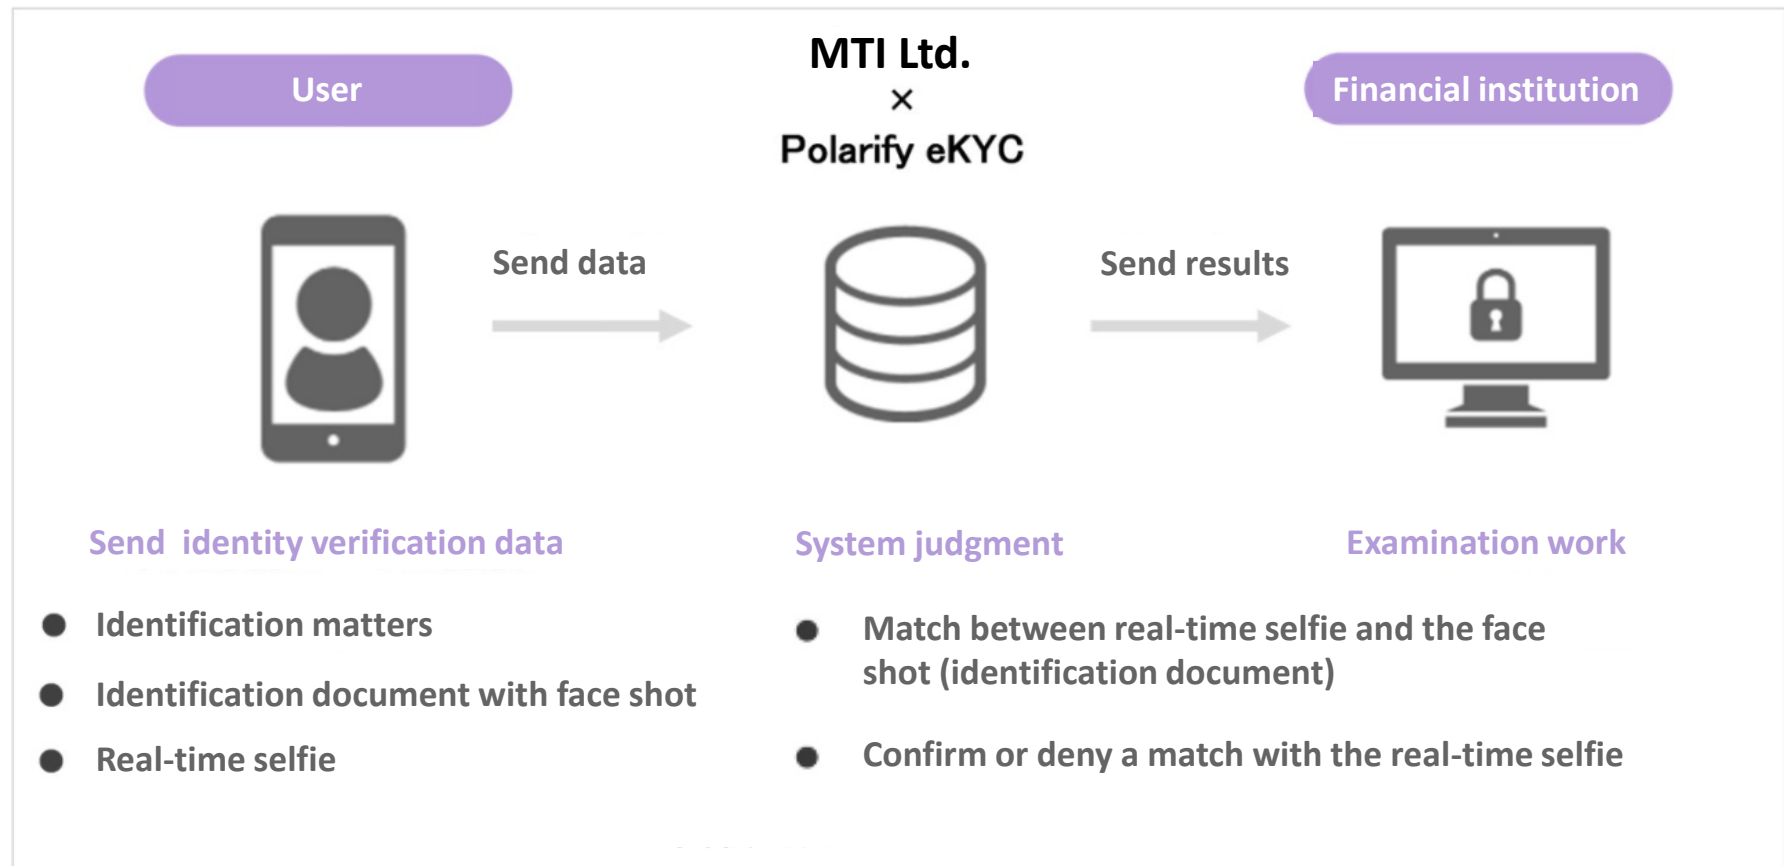 User
MTI Ltd.
×
Polarify eKYC
Financial institution
Send data
Send results
Send identity verification data
System judgment
Examination work
Identification matters
Identification document with face shot
Real-time selfie
Match between real-time selfie and the face
shot (identification document)
Confirm or deny a match with the real-time selfie